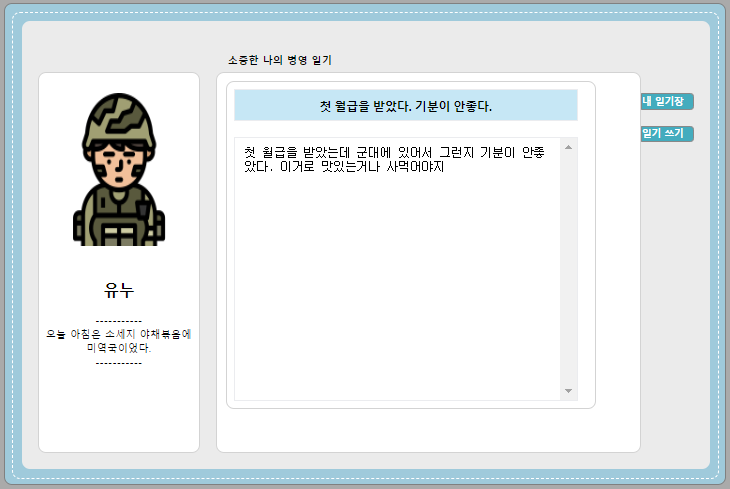 소중한 나의 병영 일기
첫 월급을 받았다. 기분이 안좋다.
내 일기장
일기 쓰기
첫 월급을 받았는데 군대에 있어서 그런지 기분이 안좋
았다. 이거로 맛있는거나 사먹어야지
유누
-----------
오늘 아침은 소세지 야채볶음에
미역국이었다.
-----------